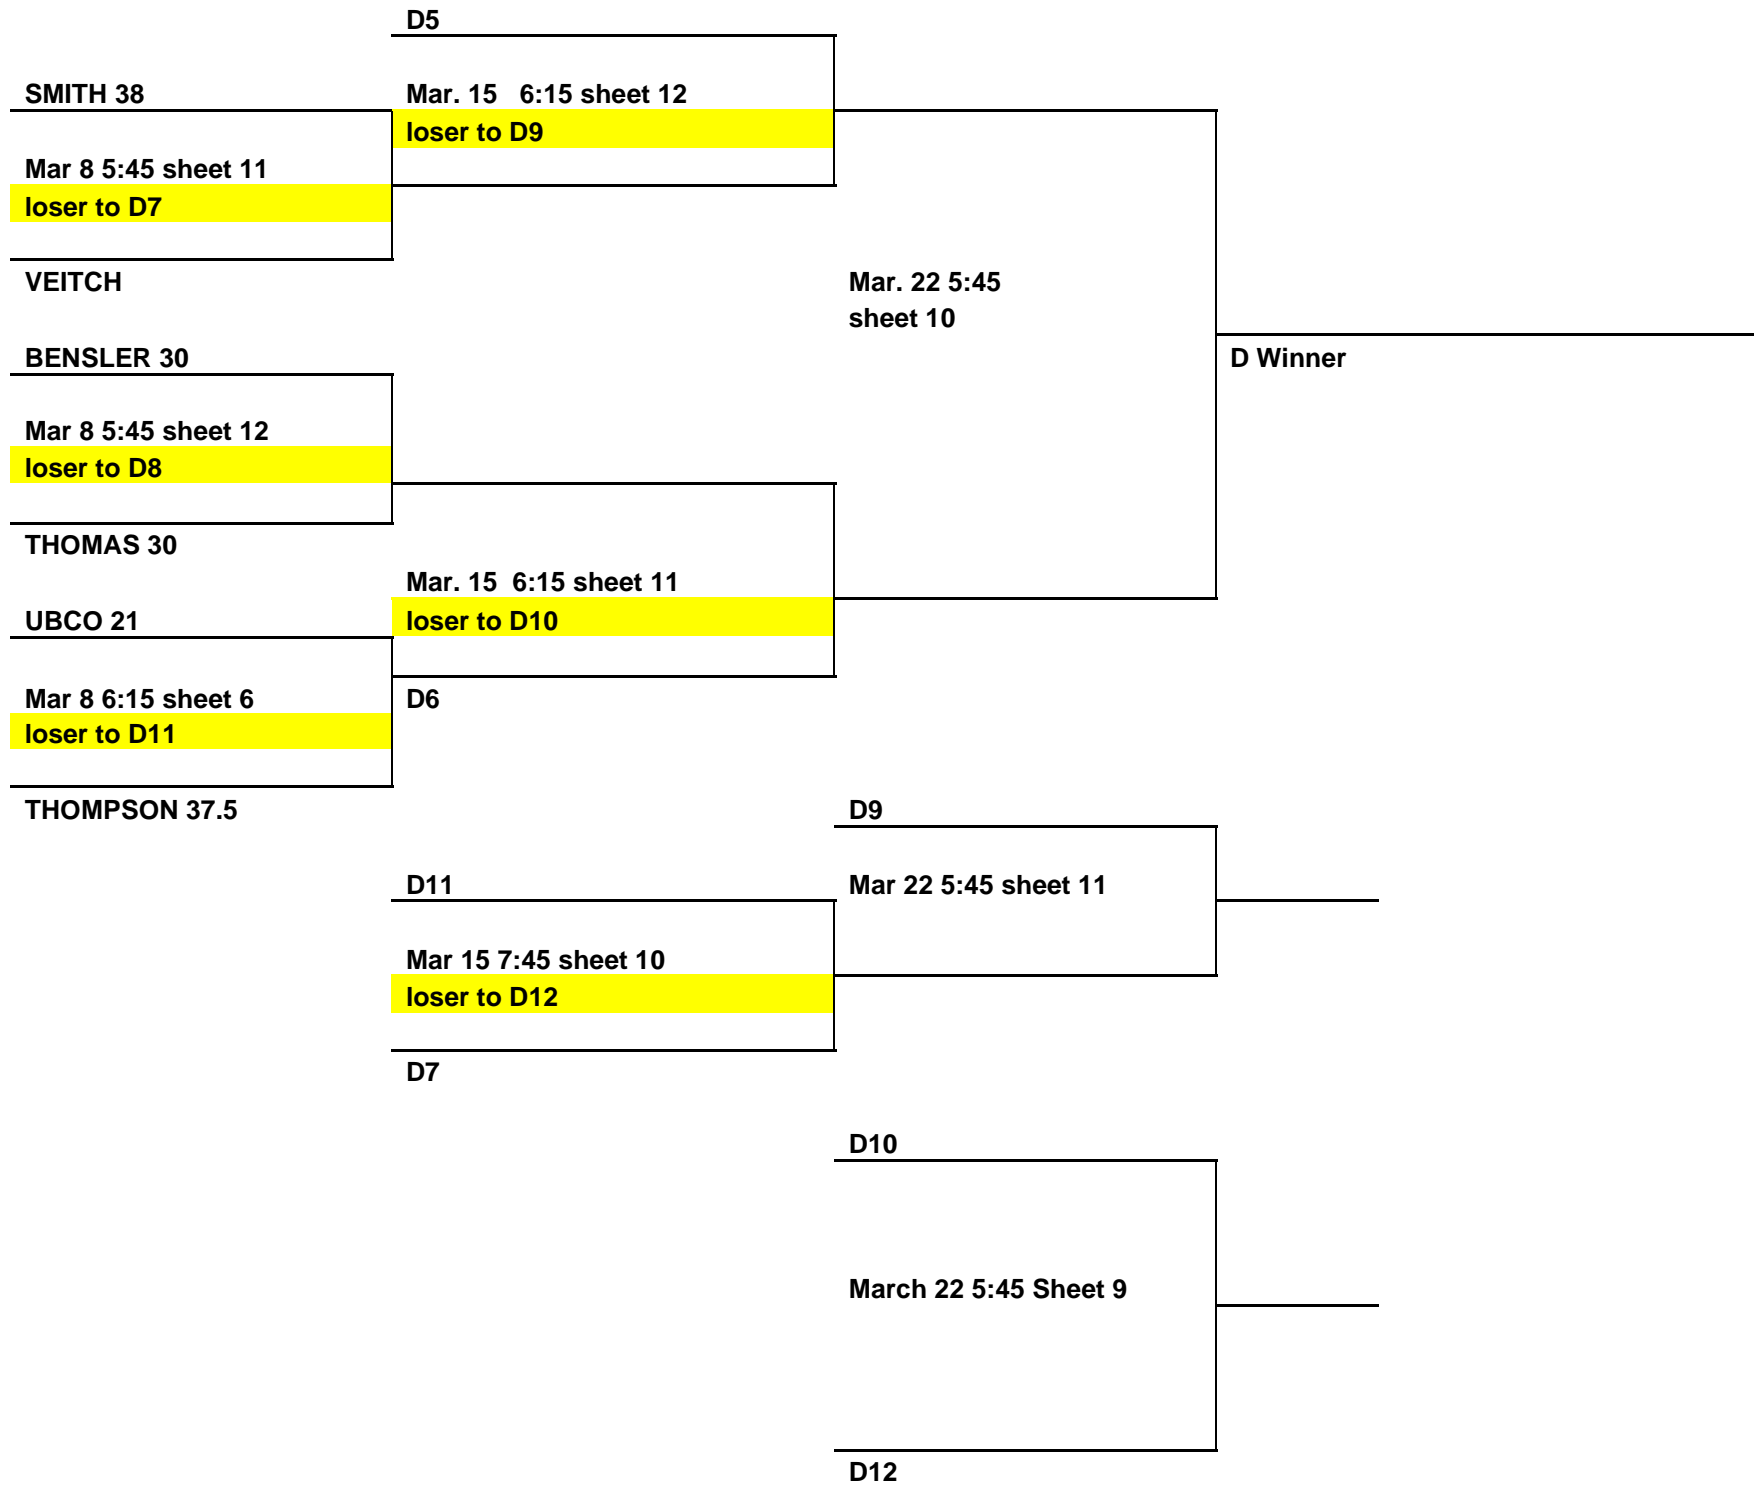 D5
SMITH 38
Mar. 15 6:15 sheet 12
loser to D9
Mar 8 5:45 sheet 11
loser to D7
VEITCH
Mar. 22 5:45
sheet 10
BENSLER 30
D Winner
Mar 8 5:45 sheet 12
loser to D8
THOMAS 30
Mar. 15 6:15 sheet 11
UBCO 21
loser to D10
Mar 8 6:15 sheet 6
D6
loser to D11
THOMPSON 37.5
D9
D11
Mar 22 5:45 sheet 11
Mar 15 7:45 sheet 10
loser to D12
D7
D10
March 22 5:45 Sheet 9
D12